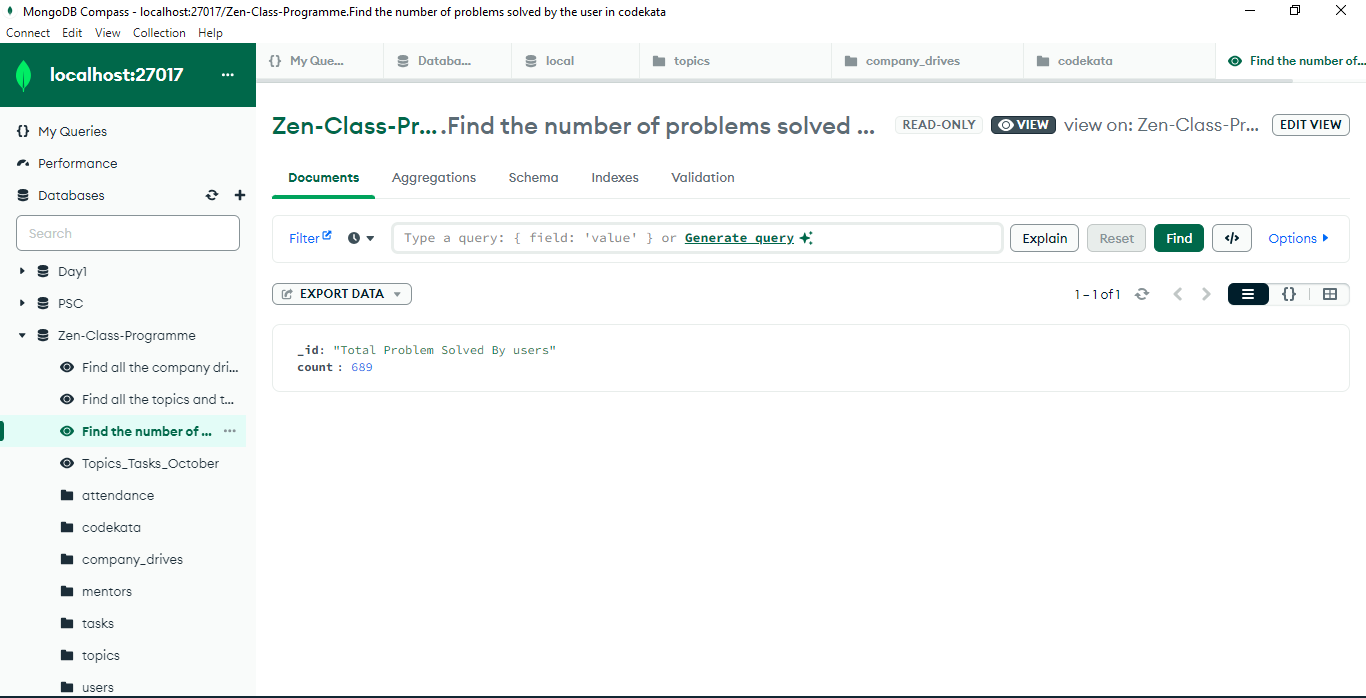 MongoDB Compass - localhost:27017/Zen-Class-Programme.Find the number of problems solved by the user in codekata
Connect Edit View Collection Help
localhost:27017 ...
{} My Queries
Performance
Databases
Search
Day1
PSC
Zen-Class-Programme
Find all the company dri...
Find all the topics and t...
Find the number of ... ...
Topics_Tasks_October
attendance
codekata
company_drives
mentors
tasks
topics
users
{} My Que... Databa... local topics company_drives codekata Find the number of...
Zen-Class-Pr... .Find the number of problems solved ... READ-ONLY VIEW view on: Zen-Class-Pr... EDIT VIEW
Documents Aggregations Schema Indexes Validation
Filter Type a query: { field: 'value' } or Generate query Explain Reset Find </> Options
EXPORT DATA 1 – 1 of 1 {}
_id: "Total Problem Solved By users"
count : 689